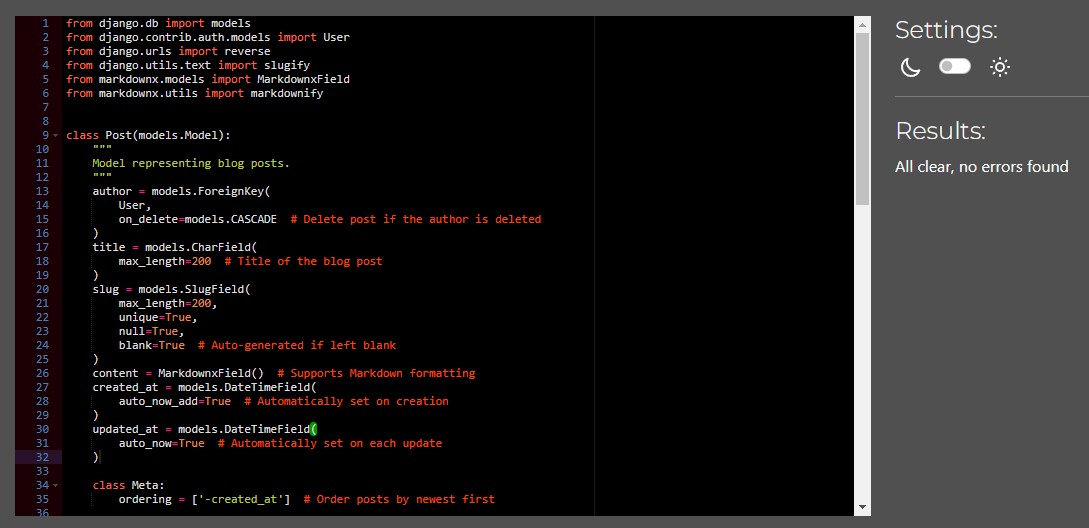 1 from django.db import models
2 from django.contrib.auth.models import User
3 from django.urls import reverse
4 from django.utils.text import slugify
5 from markdownx.models import MarkdownxField
6 from markdownx.utils import markdownify
7
8
9 class Post(models.Model):
10     """
11     Model representing blog posts.
12     """
13     author = models.ForeignKey(
14         User,
15         on_delete=models.CASCADE  # Delete post if the author is deleted
16     )
17     title = models.CharField(
18         max_length=200  # Title of the blog post
19     )
20     slug = models.SlugField(
21         max_length=200,
22         unique=True,
23         null=True,
24         blank=True  # Auto-generated if left blank
25     )
26     content = MarkdownxField()  # Supports Markdown formatting
27     created_at = models.DateTimeField(
28         auto_now_add=True  # Automatically set on creation
29     )
30     updated_at = models.DateTimeField(
31         auto_now=True  # Automatically set on each update
32     )
33
34     class Meta:
35         ordering = ['-created_at']  # Order posts by newest first
36
Settings:
Results:
All clear, no errors found